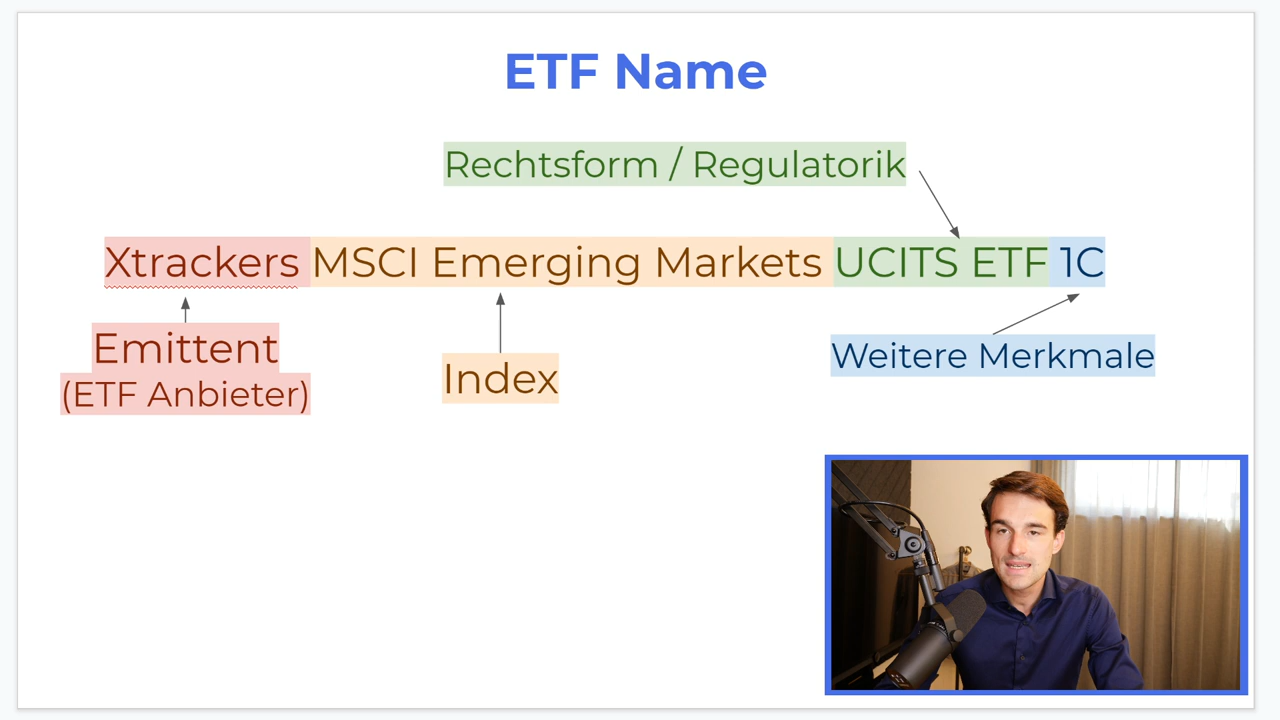 ETF Name
Rechtsform / Regulatorik
Xtrackers MSCI Emerging Markets UCITS ETF 1C
Emittent
(ETF Anbieter)
Index
Weitere Merkmale